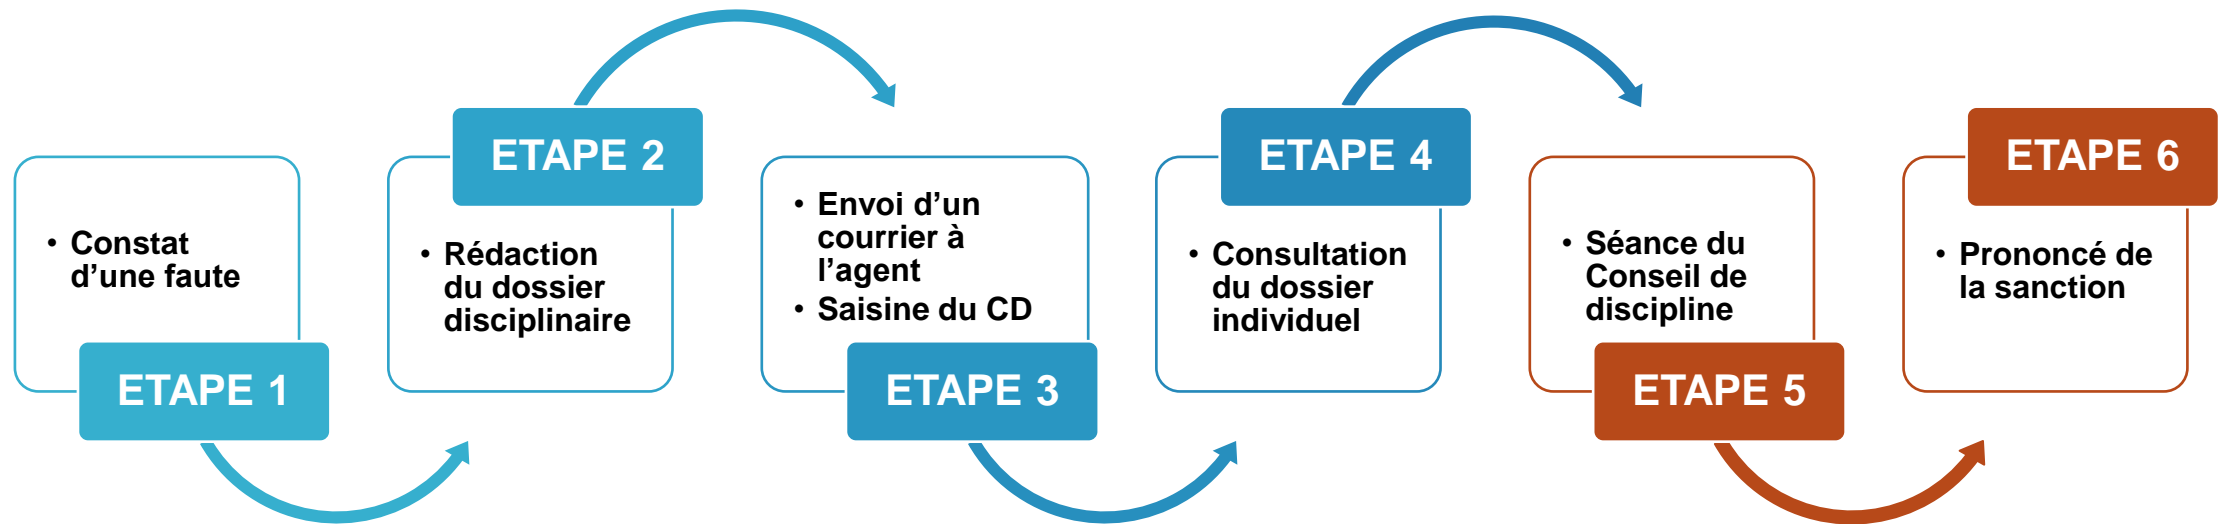 • Constat
d’une faute
ETAPE 1
ETAPE 2
• Rédaction
du dossier
disciplinaire
• Envoi d’un
courrier à
l’agent
• Saisine du CD
ETAPE 3
ETAPE 4
• Consultation
du dossier
individuel
• Séance du
Conseil de
discipline
ETAPE 5
ETAPE 6
• Prononcé de
la sanction